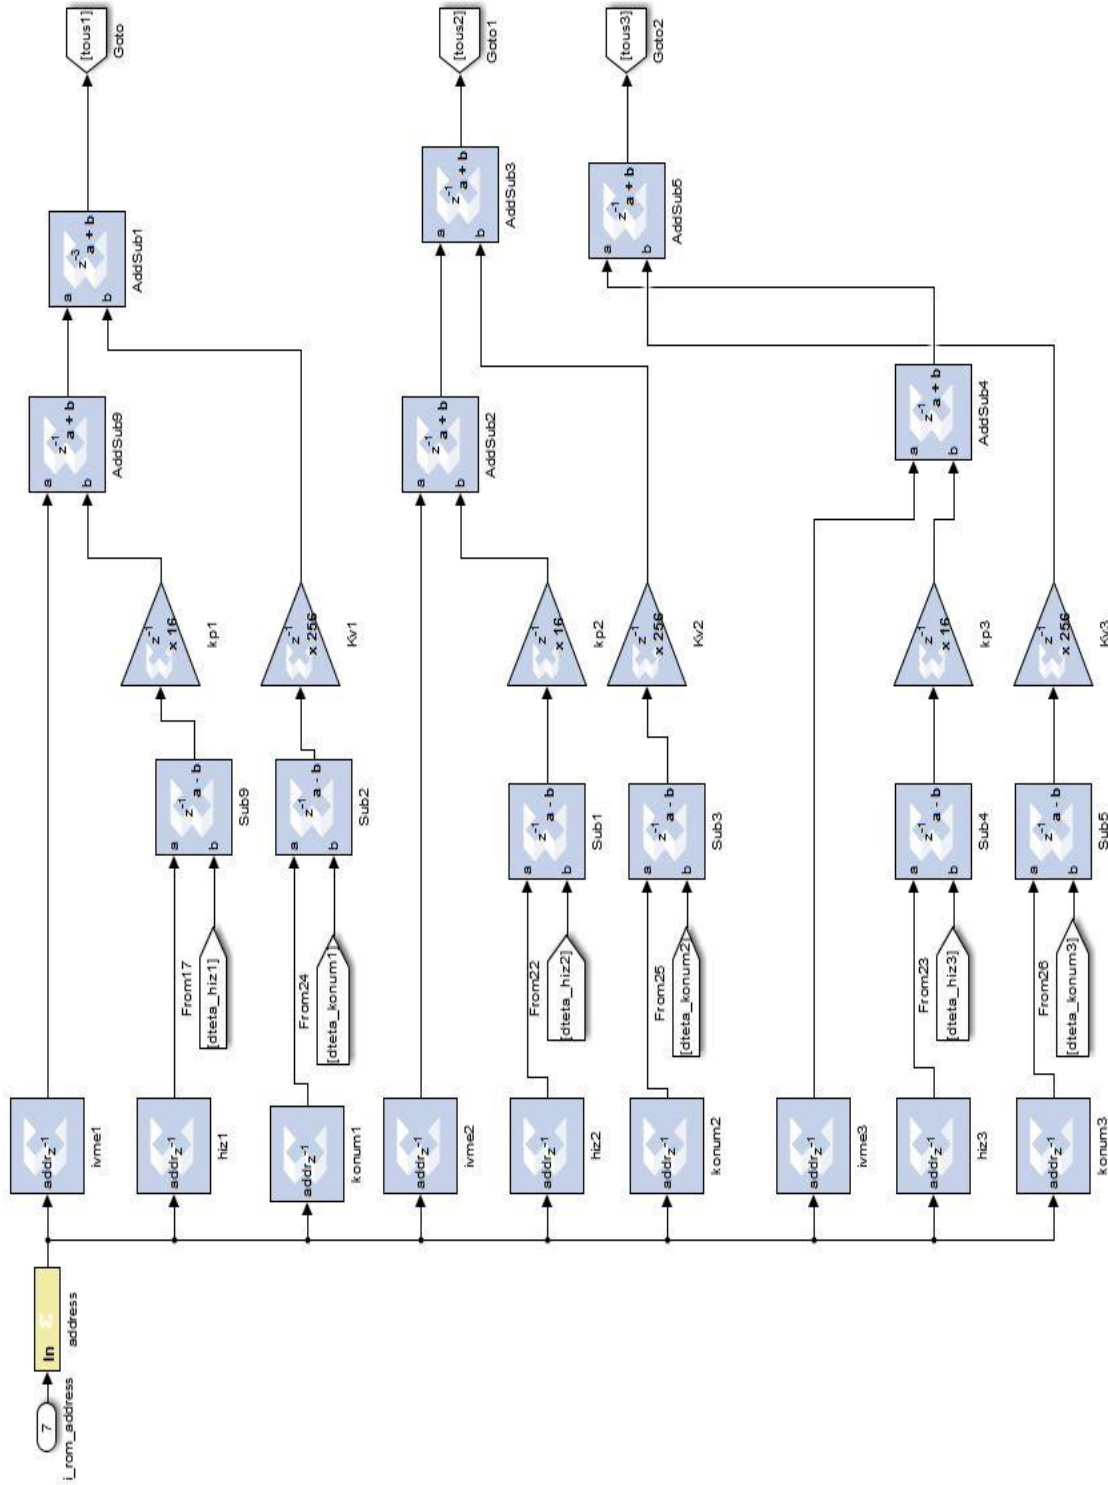 7
i_rom_address
In
address
addr z⁻¹
ivme1
addr z⁻¹
hiz1
addr z⁻¹
konum1
addr z⁻¹
ivme2
addr z⁻¹
hiz2
addr z⁻¹
konum2
addr z⁻¹
ivme3
addr z⁻¹
hiz3
addr z⁻¹
konum3
From17
[dteta_hiz1]
From24
[dteta_konum1]
From22
[dteta_hiz2]
From25
[dteta_konum2]
From23
[dteta_hiz3]
From26
[dteta_konum3]
a
b
z⁻¹
a - b
Sub9
a
b
z⁻¹
a - b
Sub2
a
b
z⁻¹
a - b
Sub1
a
b
z⁻¹
a - b
Sub3
a
b
z⁻¹
a - b
Sub4
a
b
z⁻¹
a - b
Sub5
z⁻¹
x 16
kp1
z⁻¹
x 256
Kv1
z⁻¹
x 16
kp2
z⁻¹
x 256
Kv2
z⁻¹
x 16
kp3
z⁻¹
x 256
Kv3
a
b
z⁻¹
a + b
AddSub9
a
b
z⁻¹
a + b
AddSub2
a
b
z⁻¹
a + b
AddSub4
a
b
z⁻³
a + b
AddSub1
a
b
z⁻¹
a + b
AddSub3
a
b
z⁻¹
a + b
AddSub5
[tous1]
Goto
[tous2]
Goto1
[tous3]
Goto2